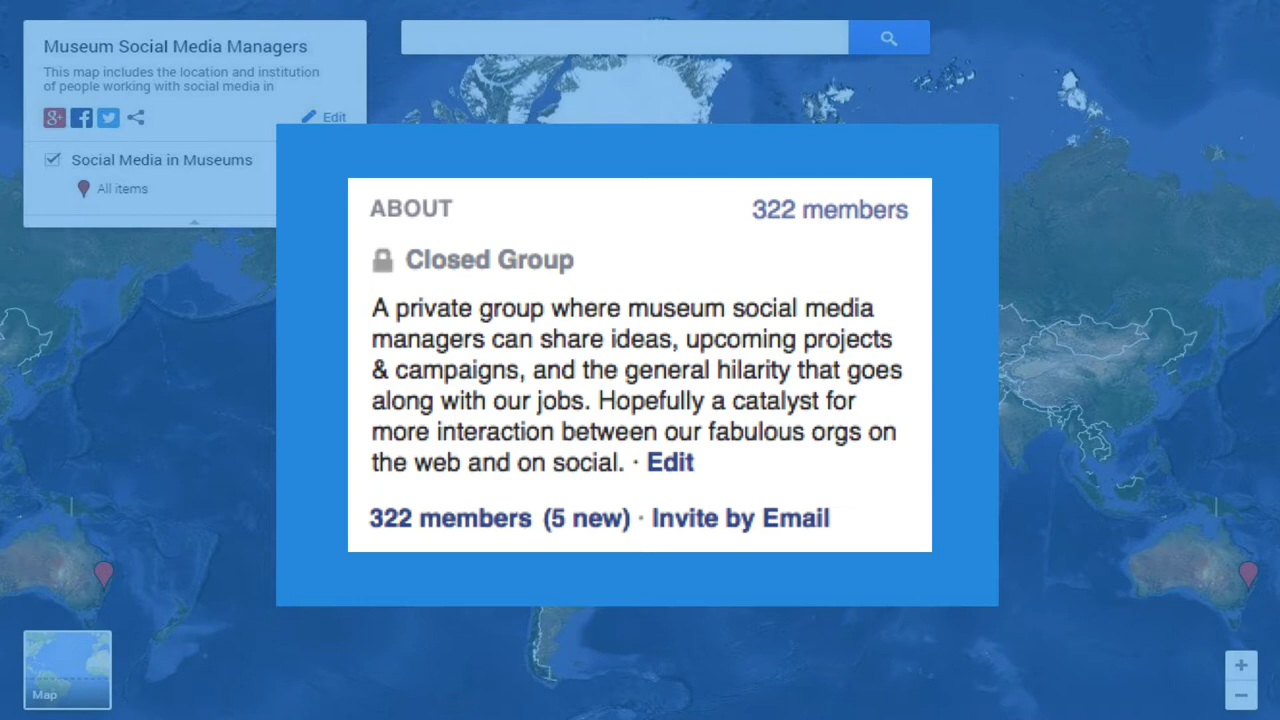 Museum Social Media Managers
This map includes the location and institution
of people working with social media in
Edit
Social Media in Museums
All items
ABOUT
322 members
Closed Group
A private group where museum social media
managers can share ideas, upcoming projects
& campaigns, and the general hilarity that goes
along with our jobs. Hopefully a catalyst for
more interaction between our fabulous orgs on
the web and on social. · Edit
322 members (5 new) · Invite by Email
Map